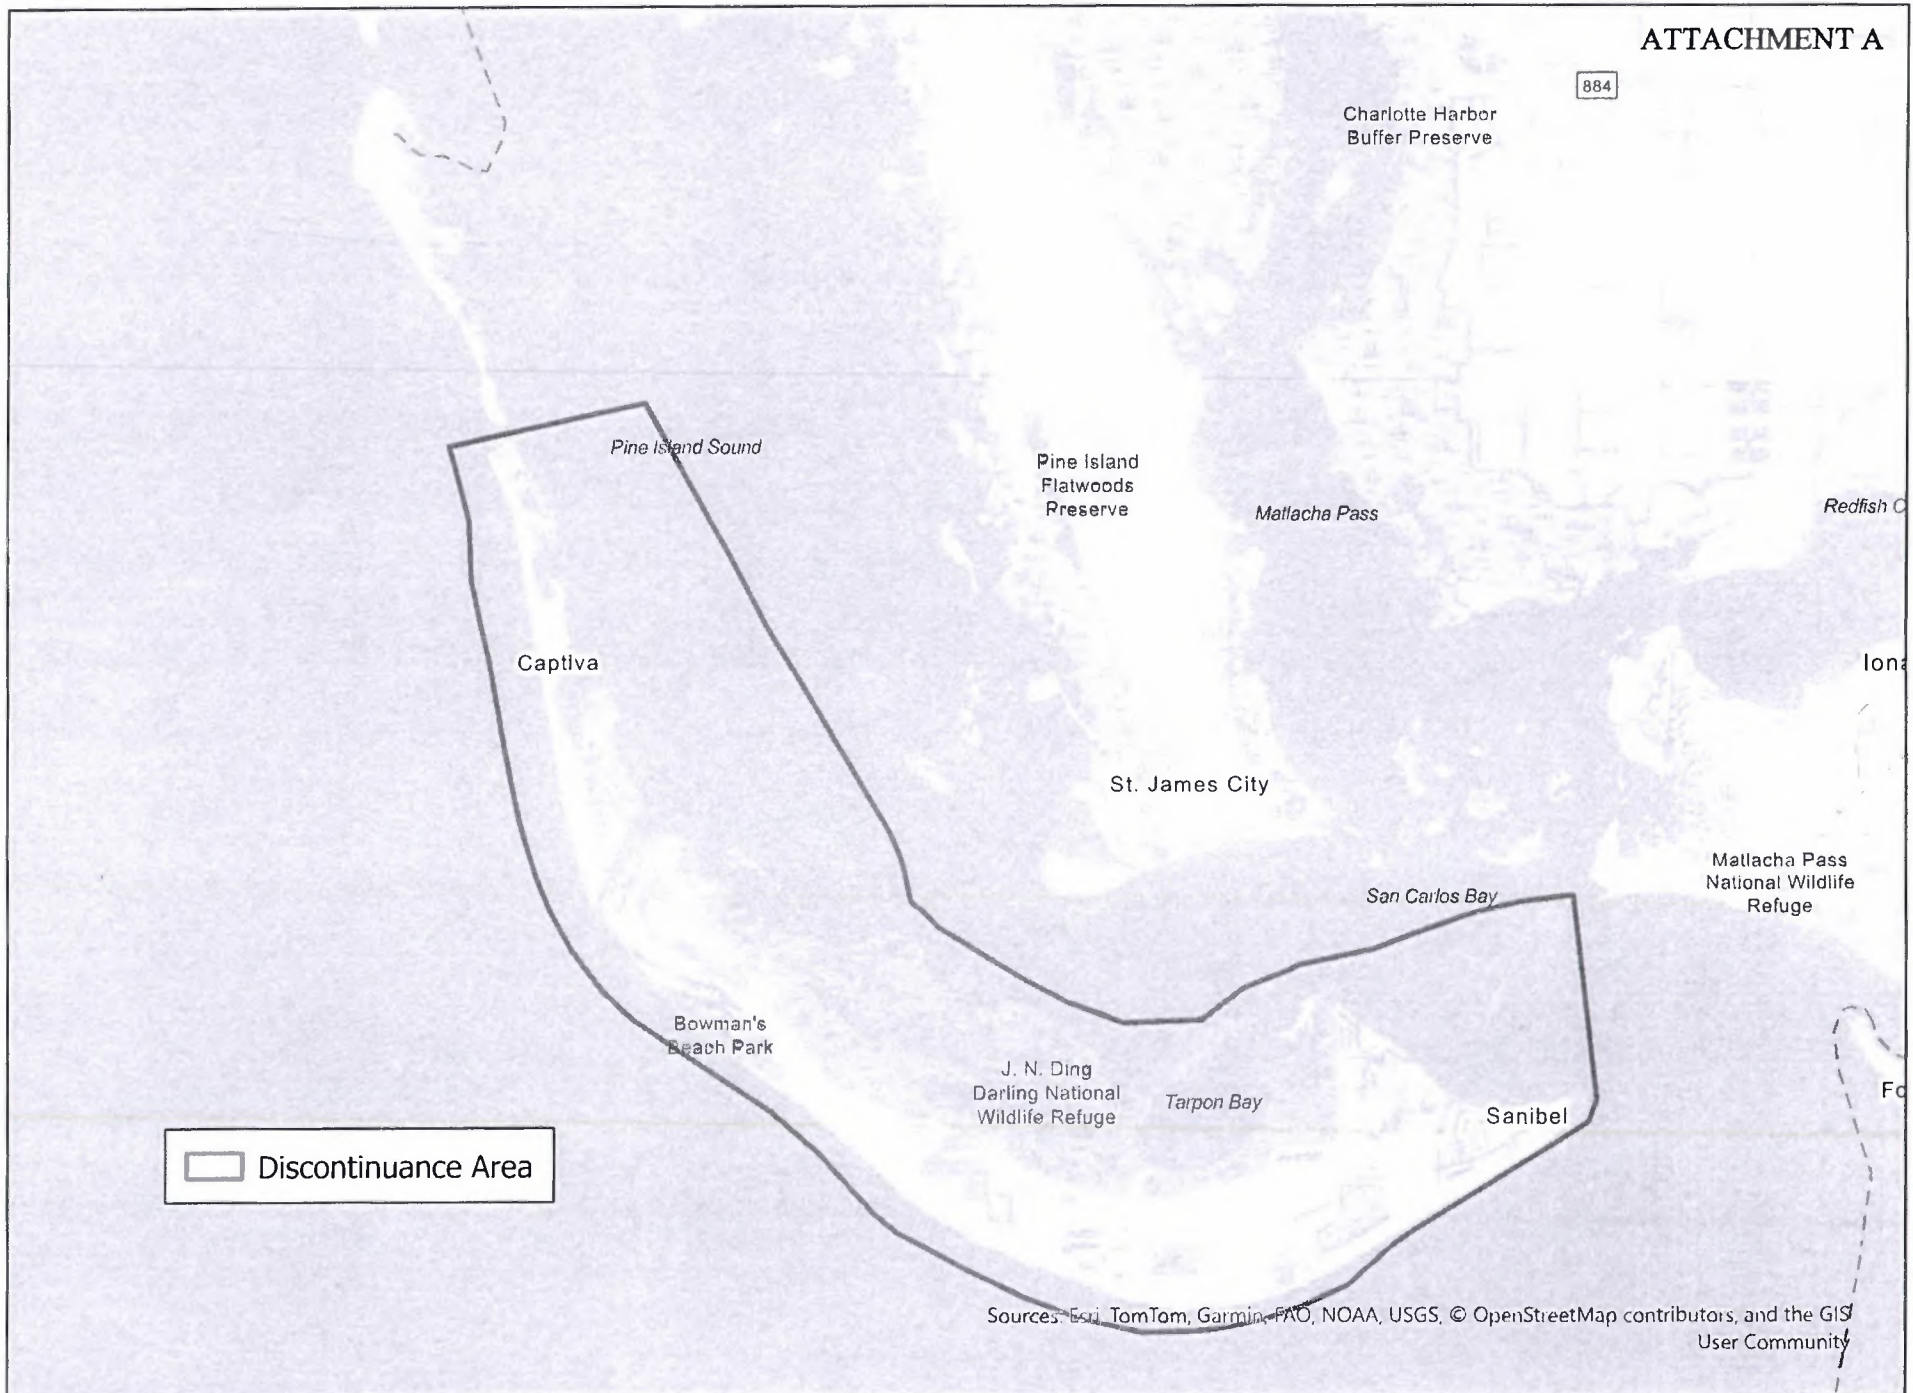 ATTACHMENT A
884
Charlotte Harbor
Buffer Preserve
Pine Island Sound
Pine Island
Flatwoods
Preserve
Matlacha Pass
Redfish C
Captiva
Iona
St. James City
Matlacha Pass
National Wildlife
Refuge
San Carlos Bay
Bowman's
Beach Park
J. N. Ding
Darling National
Wildlife Refuge
Tarpon Bay
Sanibel
Fo
Discontinuance Area
Sources: Esri, TomTom, Garmin, FAO, NOAA, USGS, © OpenStreetMap contributors, and the GIS
User Community